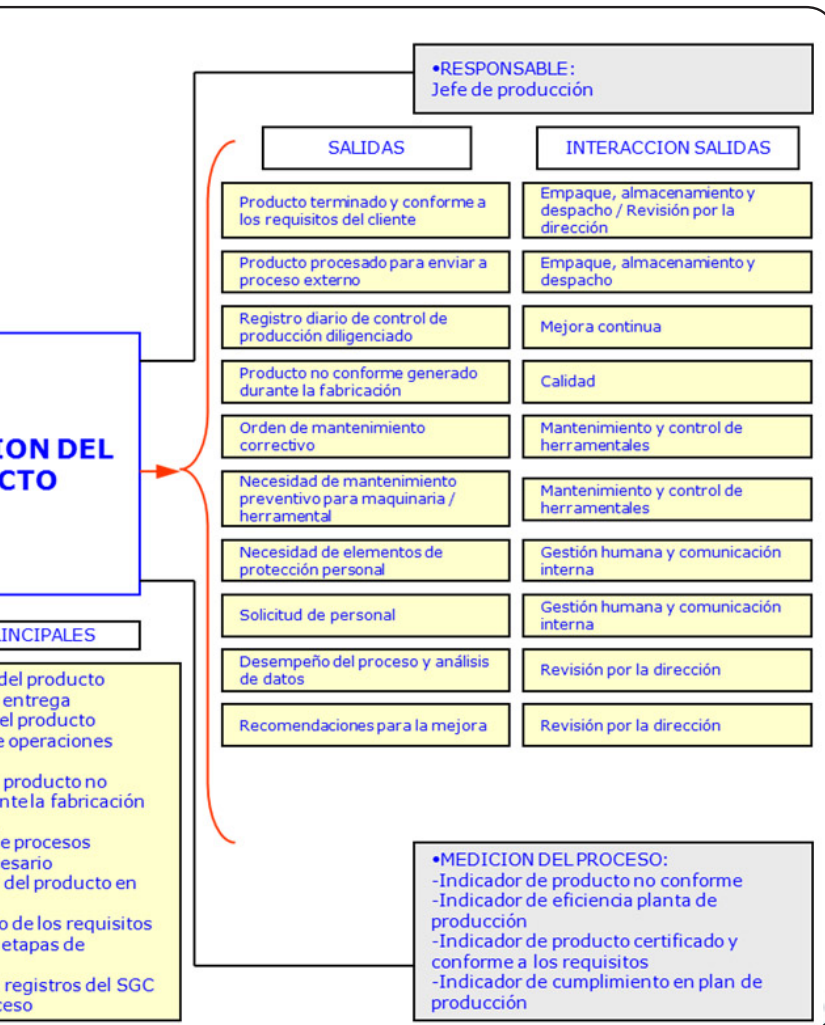 •RESPONSABLE:
Jefe de producción
SALIDAS
INTERACCION SALIDAS
Producto terminado y conforme a
los requisitos del cliente
Empaque, almacenamiento y
despacho / Revisión por la
dirección
Producto procesado para enviar a
proceso externo
Empaque, almacenamiento y
despacho
Registro diario de control de
producción diligenciado
Mejora continua
Producto no conforme generado
durante la fabricación
Calidad
Orden de mantenimiento
correctivo
Mantenimiento y control de
herramentales
Necesidad de mantenimiento
preventivo para maquinaria /
herramental
Mantenimiento y control de
herramentales
Necesidad de elementos de
protección personal
Gestión humana y comunicación
interna
Solicitud de personal
Gestión humana y comunicación
interna
Desempeño del proceso y análisis
de datos
Revisión por la dirección
Recomendaciones para la mejora
Revisión por la dirección
ION DEL
CTO
INCIPALES
del producto
entrega
el producto
e operaciones
producto no
nte la fabricación
e procesos
esario
del producto en
o de los requisitos
etapas de
registros del SGC
ceso
•MEDICION DEL PROCESO:
-Indicador de producto no conforme
-Indicador de eficiencia planta de
producción
-Indicador de producto certificado y
conforme a los requisitos
-Indicador de cumplimiento en plan de
producción